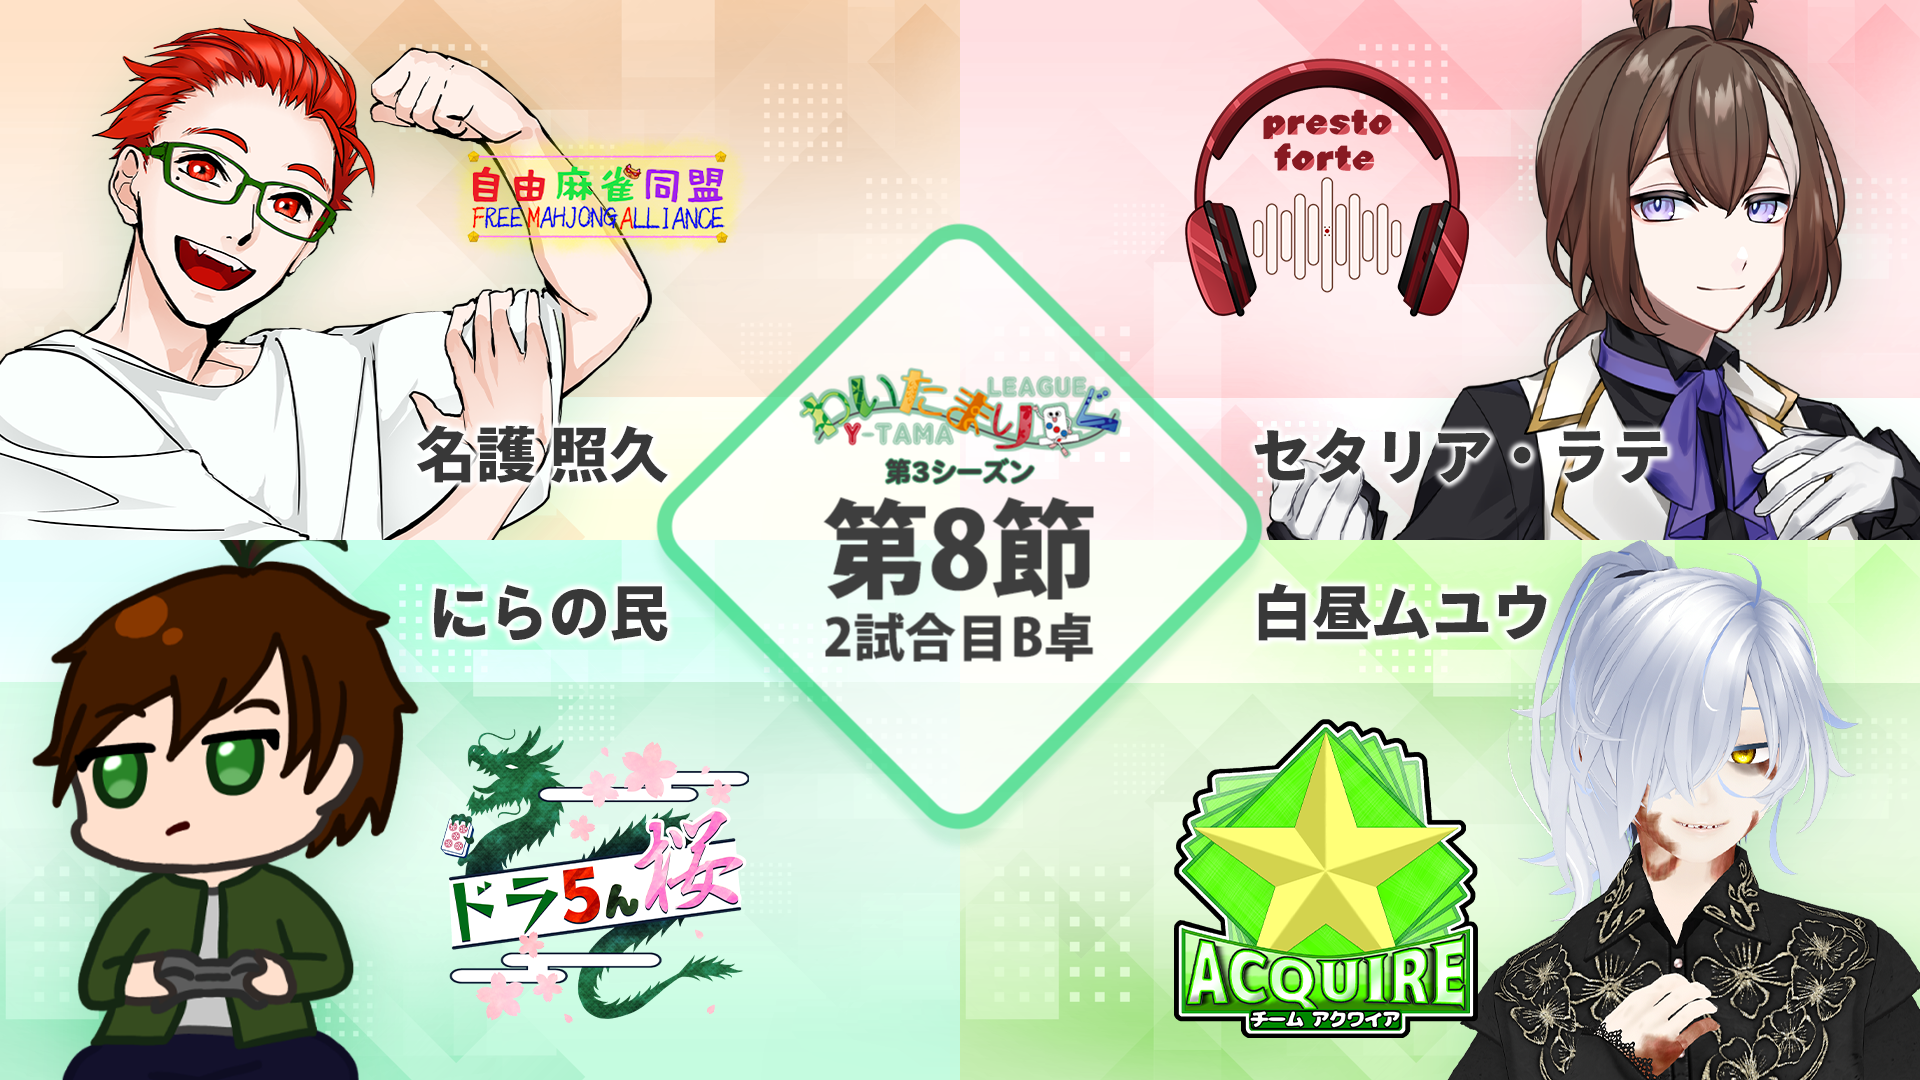 自由麻雀同盟
FREE MAHJONG ALLIANCE
名護 照久
presto
forte
セタリア・ラテ
わいたまりーぐ
LEAGUE
Y-TAMA
第3シーズン
第8節
2試合目B卓
にらの民
ドラ5ん桜
白昼ムユウ
ACQUIRE
チーム アクワイア